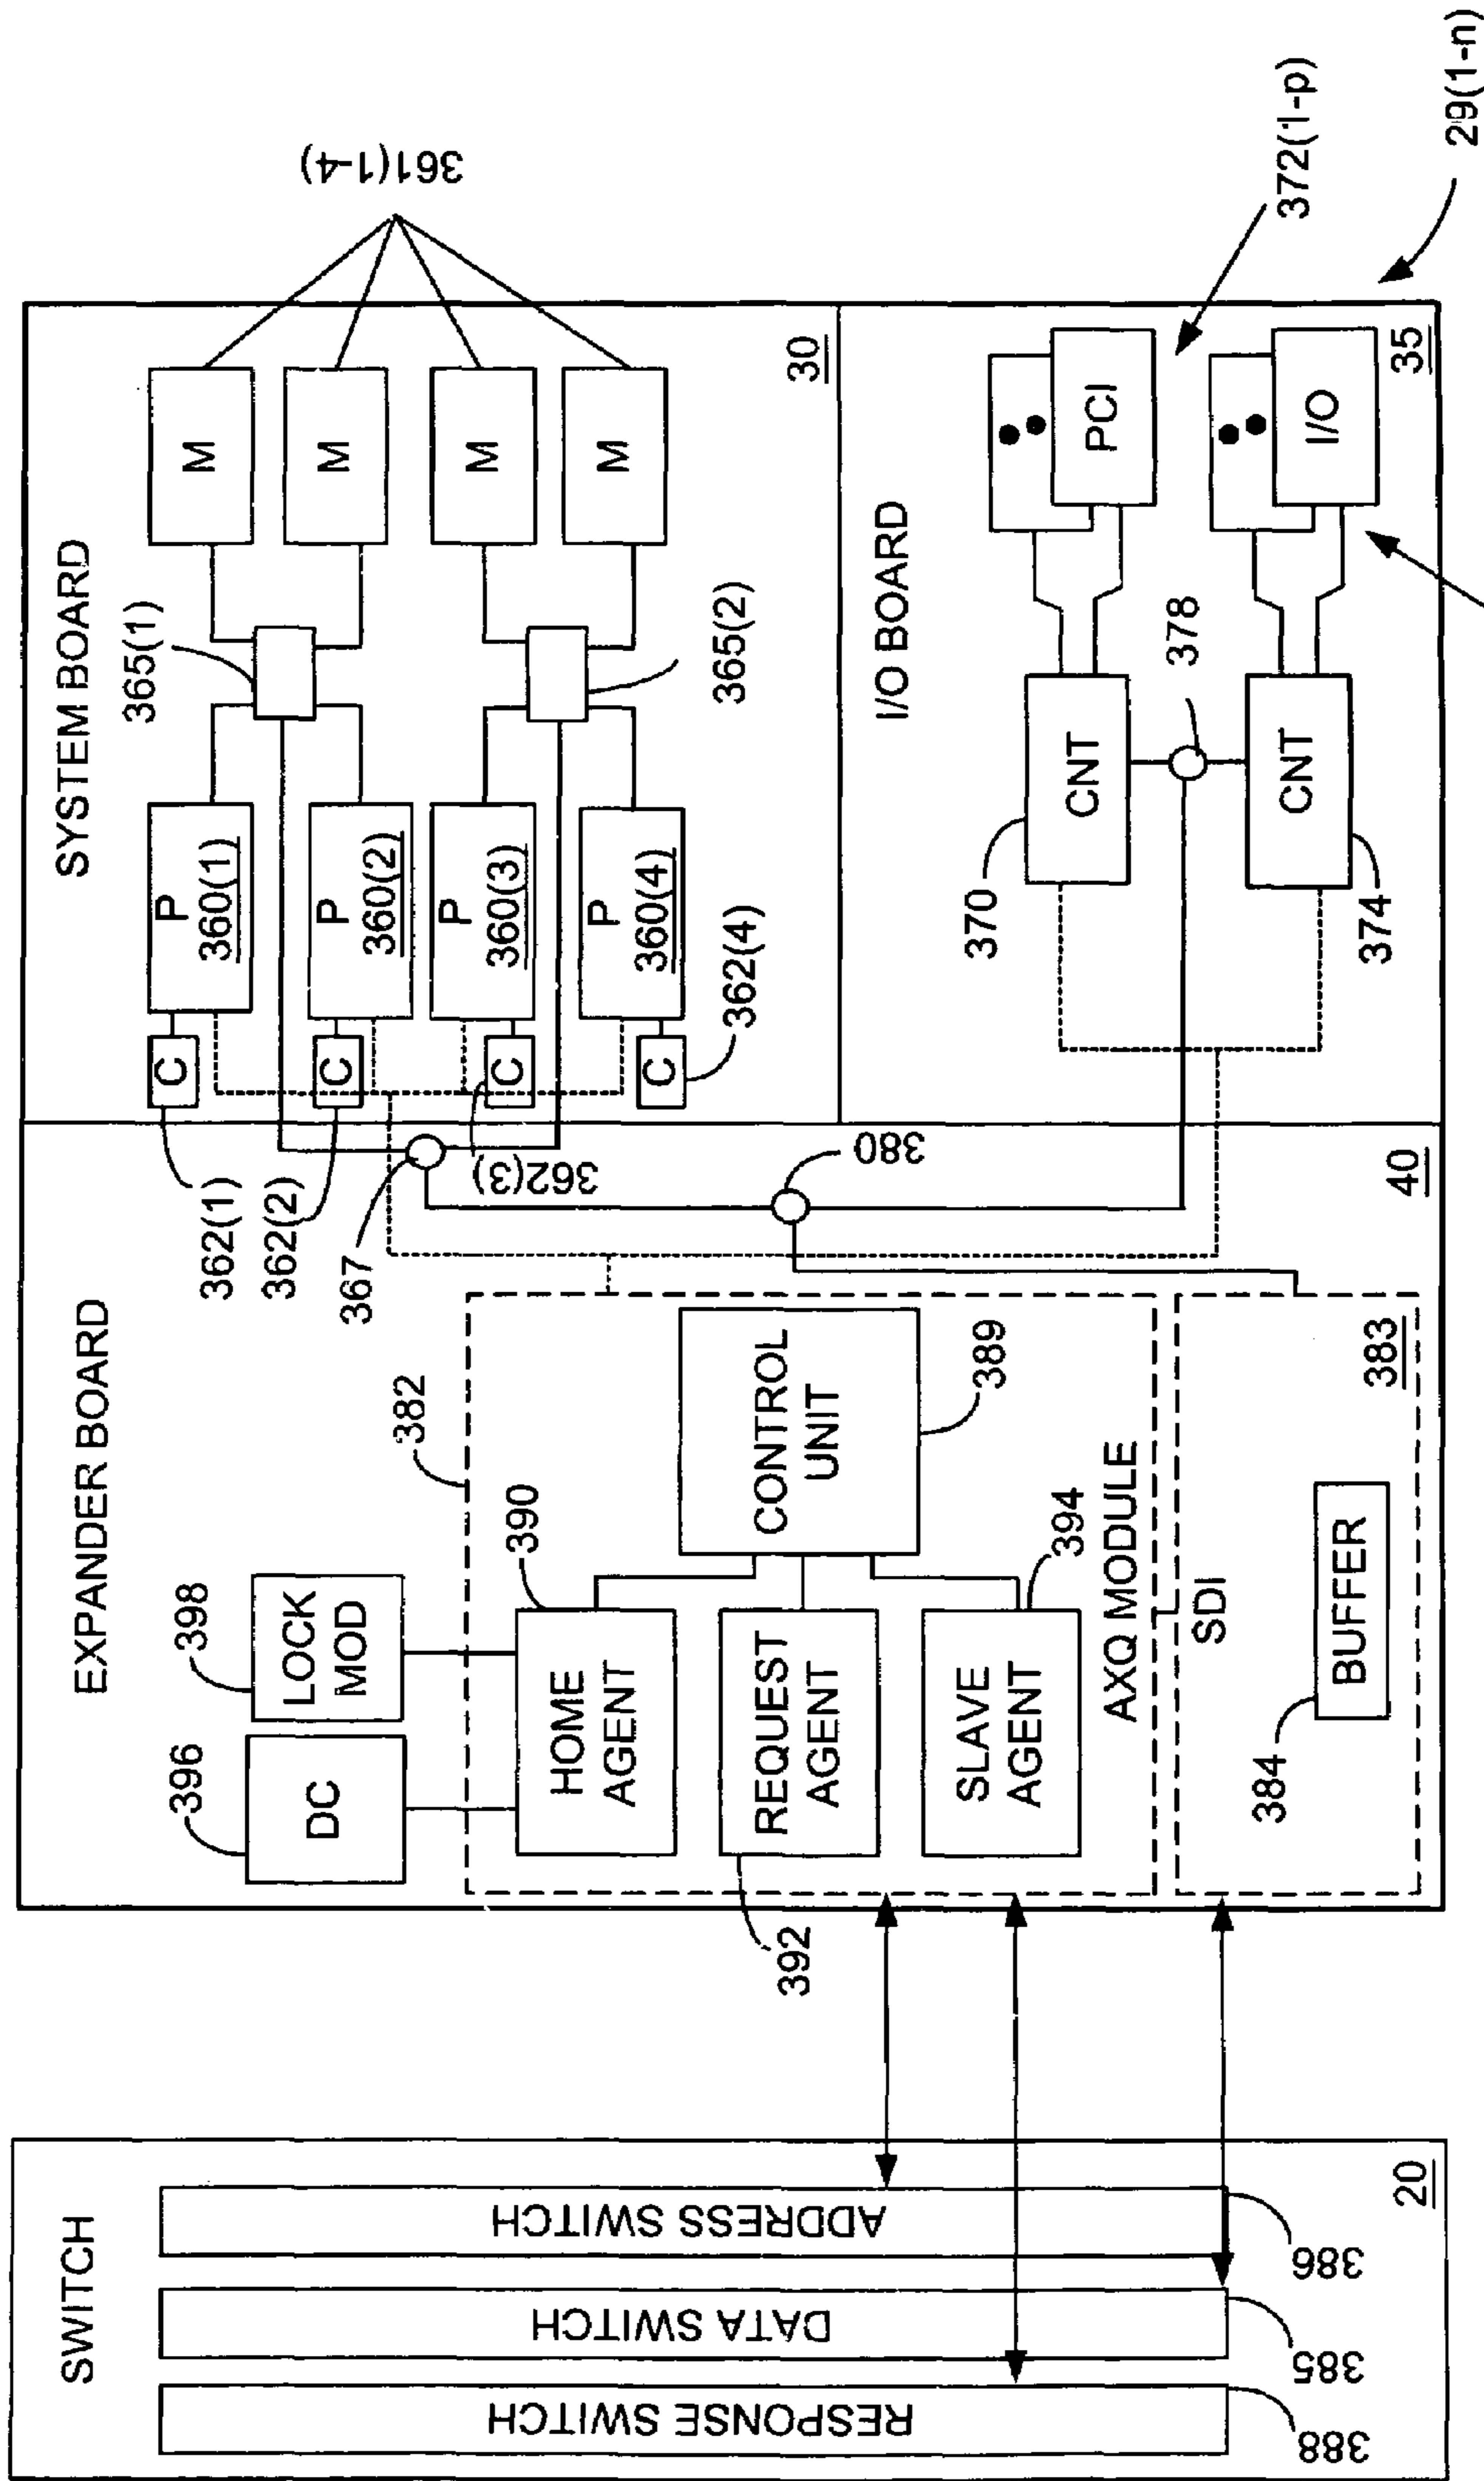 SWITCH
RESPONSE SWITCH
DATA SWITCH
ADDRESS SWITCH
388
385
386
20
EXPANDER BOARD
396
398
DC
LOCK
MOD
382
390
HOME
AGENT
REQUEST
AGENT
392
SLAVE
AGENT
394
CONTROL
UNIT
389
AXQ MODULE
SDI
384
BUFFER
383
40
362(1)
362(2)
367
362(3)
380
SYSTEM BOARD
C
C
C
C
362(4)
P
360(1)
P
360(2)
P
360(3)
P
360(4)
365(1)
365(2)
M
M
M
M
361(1-4)
30
I/O BOARD
370
CNT
378
CNT
374
PCI
I/O
35
372(1-p)
29(1-n)